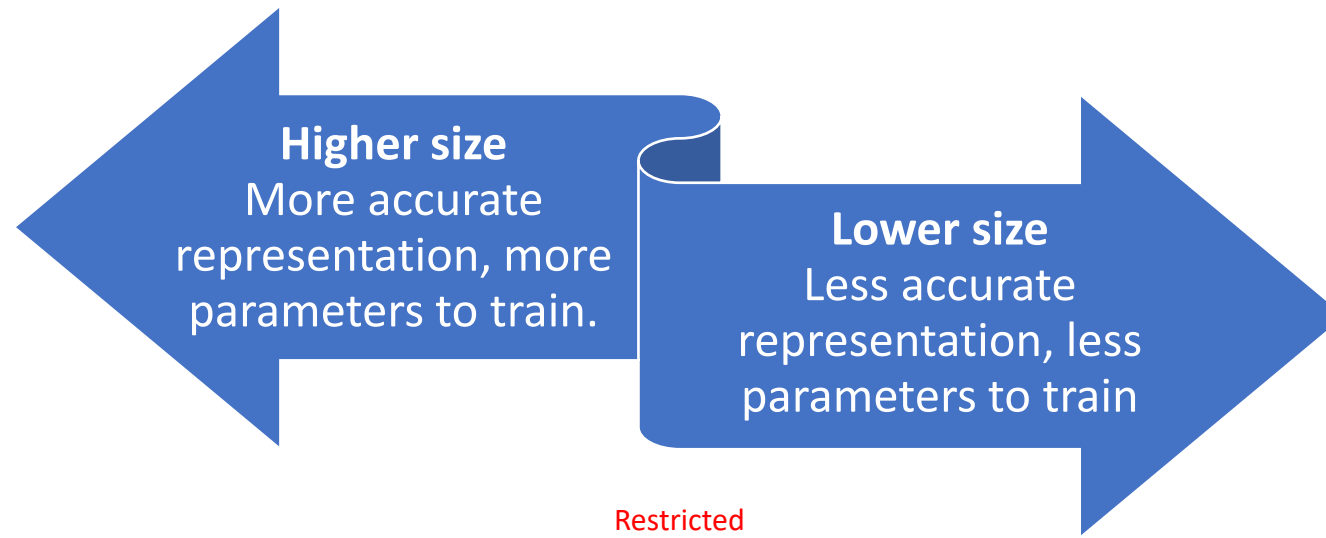 Higher size
More accurate
representation, more
parameters to train.
Lower size
Less accurate
representation, less
parameters to train
Restricted